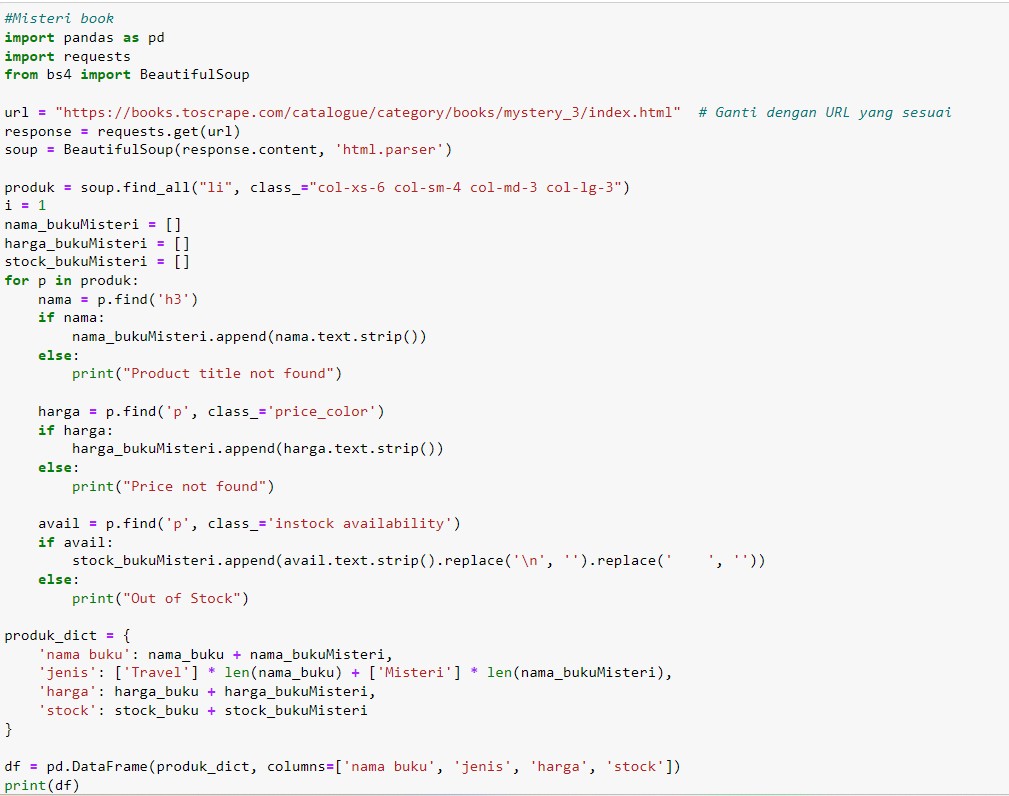 #Misteri book
import pandas as pd
import requests
from bs4 import BeautifulSoup

url = "https://books.toscrape.com/catalogue/category/books/mystery_3/index.html"  # Ganti dengan URL yang sesuai
response = requests.get(url)
soup = BeautifulSoup(response.content, 'html.parser')

produk = soup.find_all("li", class_="col-xs-6 col-sm-4 col-md-3 col-lg-3")
i = 1
nama_bukuMisteri = []
harga_bukuMisteri = []
stock_bukuMisteri = []
for p in produk:
    nama = p.find('h3')
    if nama:
        nama_bukuMisteri.append(nama.text.strip())
    else:
        print("Product title not found")

    harga = p.find('p', class_='price_color')
    if harga:
        harga_bukuMisteri.append(harga.text.strip())
    else:
        print("Price not found")

    avail = p.find('p', class_='instock availability')
    if avail:
        stock_bukuMisteri.append(avail.text.strip().replace('\n', '').replace('    ', ''))
    else:
        print("Out of Stock")

produk_dict = {
    'nama buku': nama_buku + nama_bukuMisteri,
    'jenis': ['Travel'] * len(nama_buku) + ['Misteri'] * len(nama_bukuMisteri),
    'harga': harga_buku + harga_bukuMisteri,
    'stock': stock_buku + stock_bukuMisteri
}

df = pd.DataFrame(produk_dict, columns=['nama buku', 'jenis', 'harga', 'stock'])
print(df)